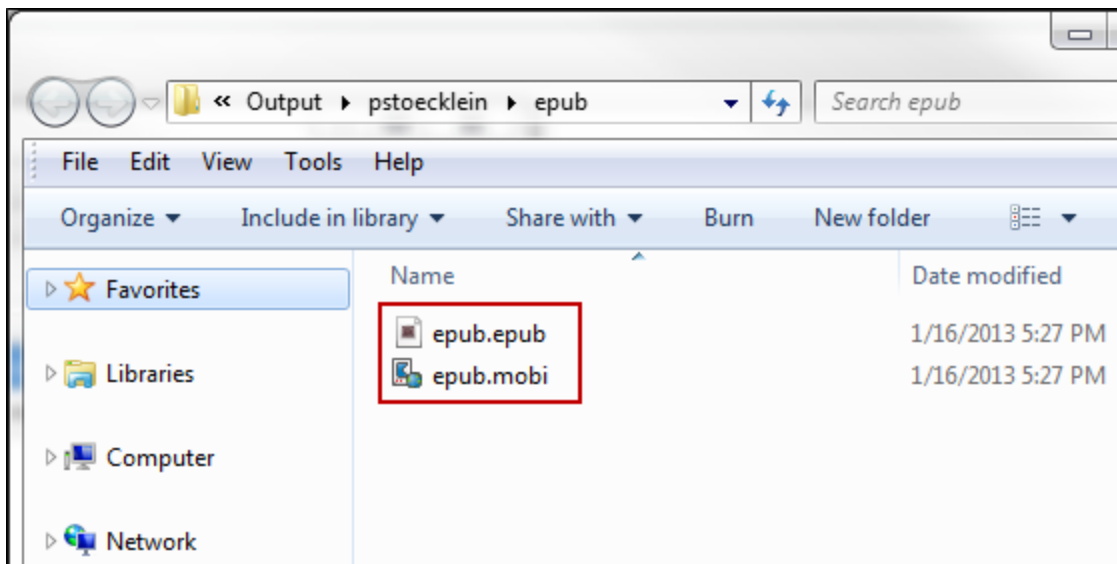 « Output pstoecklein epub Search epub
File Edit View Tools Help
Organize Include in library Share with Burn New folder
Favorites
Libraries
Computer
Network
Name Date modified
epub.epub 1/16/2013 5:27 PM
epub.mobi 1/16/2013 5:27 PM